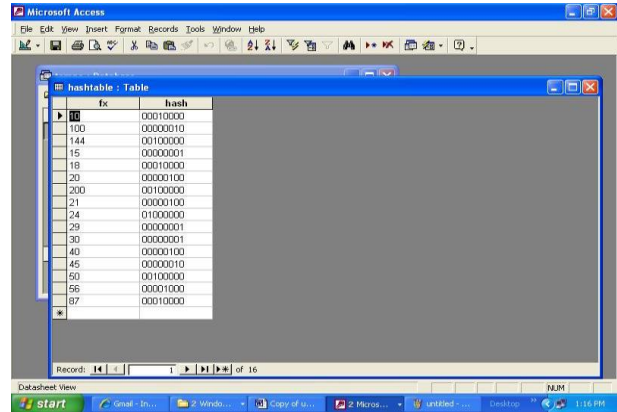 Microsoft Access
File Edit View Insert Format Records Tools Window Help
hashtable : Table
fx hash
10 00010000
100 00000010
144 00100000
15 00000001
18 00010000
20 00000100
200 00100000
21 00000100
24 01000000
29 00000001
30 00000001
40 00000100
45 00000010
50 00100000
56 00001000
87 00010000
Record: 1 of 16
Datasheet View NUM
start Gmail - In... 2 Windo... Copy of u... 2 Micros... untitled - ... Desktop 1:16 PM